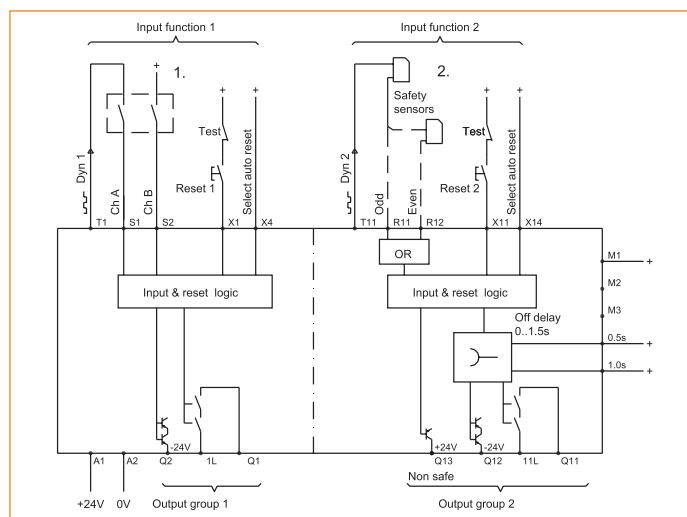 Input function 1
Input function 2
+
1.
2.
Safety
sensors
+
+
+
+
Test
Test
Dyn 1
Ch A
Ch B
Reset 1
Select auto reset
Dyn 2
Odd
Even
Reset 2
Select auto reset
T1
S1
S2
X1
X4
T11
R11
R12
X11
X14
OR
M1
+
Input & reset logic
Input & reset logic
M2
M3
Off delay
0..1.5s
0.5s
+
1.0s
+
-24V
+24V
-24V
A1
A2
Q2
1L
Q1
Q13
Q12
11L
Q11
Non safe
+24V
0V
Output group 1
Output group 2